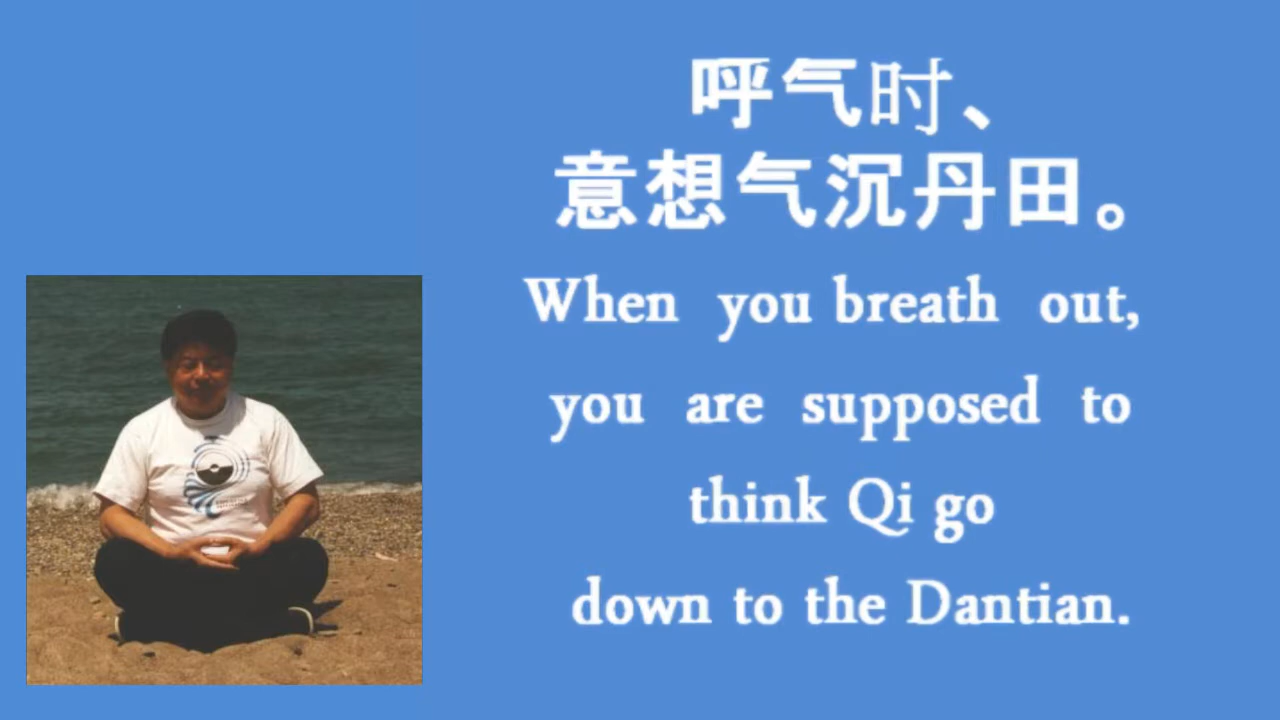 呼气时、
意想气沉丹田。
When you breath out,
you are supposed to
think Qi go
down to the Dantian.